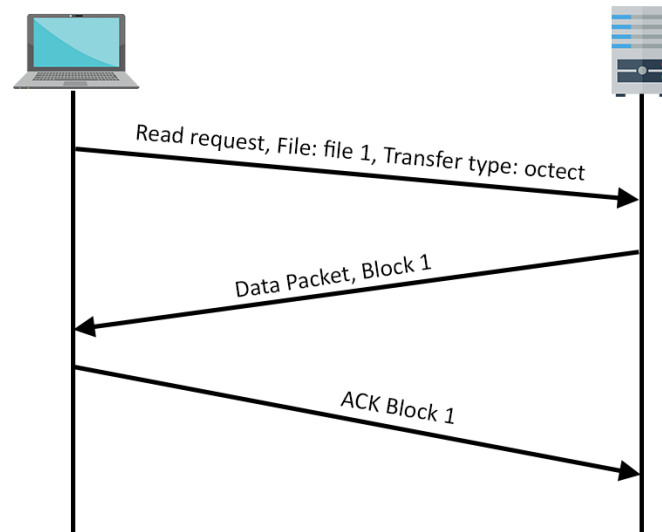 Read request, File: file 1, Transfer type: octect
Data Packet, Block 1
ACK Block 1